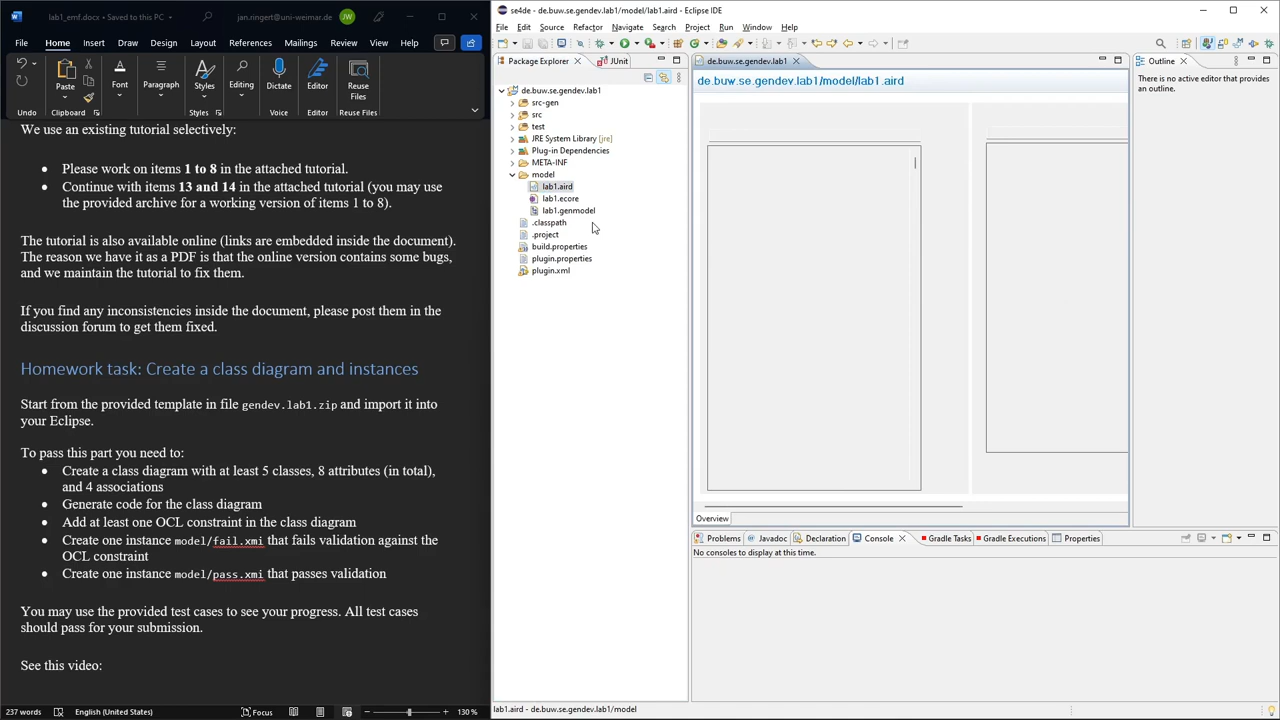 lab1_emf.docx • Saved to this PC
jan.ringert@uni-weimar.de
JW
File
Home
Insert
Draw
Design
Layout
References
Mailings
Review
View
Help
Undo
Paste
Clipboard
Font
Paragraph
Styles
Styles
Editing
Dictate
Voice
Editor
Editor
Reuse
Files
Reuse Files
We use an existing tutorial selectively:
• Please work on items 1 to 8 in the attached tutorial.
• Continue with items 13 and 14 in the attached tutorial (you may use
the provided archive for a working version of items 1 to 8).
The tutorial is also available online (links are embedded inside the document).
The reason we have it as a PDF is that the online version contains some bugs,
and we maintain the tutorial to fix them.
If you find any inconsistencies inside the document, please post them in the
discussion forum to get them fixed.
Homework task: Create a class diagram and instances
Start from the provided template in file gendev.lab1.zip and import it into
your Eclipse.
To pass this part you need to:
• Create a class diagram with at least 5 classes, 8 attributes (in total),
and 4 associations
• Generate code for the class diagram
• Add at least one OCL constraint in the class diagram
• Create one instance model/fail.xmi that fails validation against the
OCL constraint
• Create one instance model/pass.xmi that passes validation
You may use the provided test cases to see your progress. All test cases
should pass for your submission.
See this video:
237 words
English (United States)
Focus
130 %
se4de - de.buw.se.gendev.lab1/model/lab1.aird - Eclipse IDE
File Edit Source Refactor Navigate Search Project Run Window Help
Package Explorer
JUnit
de.buw.se.gendev.lab1
src-gen
src
test
JRE System Library [jre]
Plug-in Dependencies
META-INF
model
lab1.aird
lab1.ecore
lab1.genmodel
.classpath
.project
build.properties
plugin.properties
plugin.xml
de.buw.se.gendev.lab1
de.buw.se.gendev.lab1/model/lab1.aird
Overview
Outline
There is no active editor that provides
an outline.
Problems
Javadoc
Declaration
Console
Gradle Tasks
Gradle Executions
Properties
No consoles to display at this time.
lab1.aird - de.buw.se.gendev.lab1/model